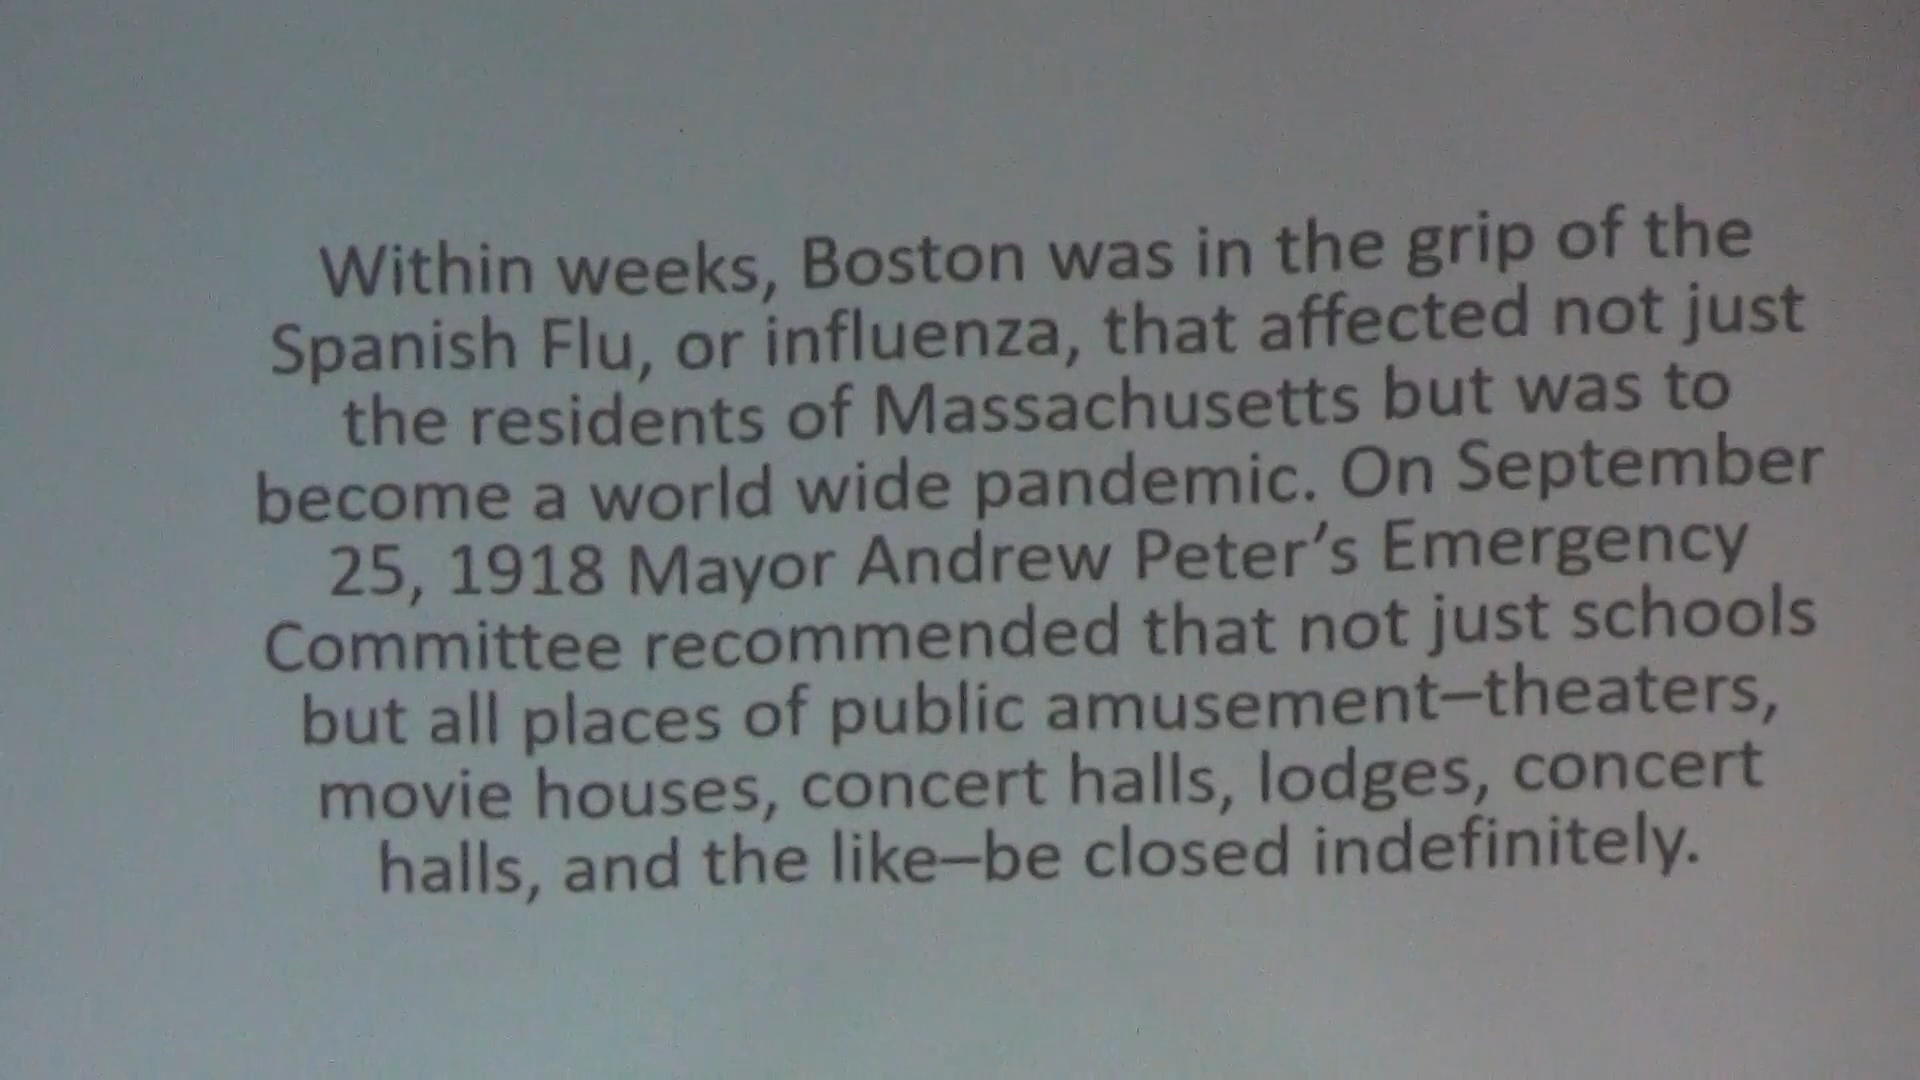 Within weeks, Boston was in the grip of the
Spanish Flu, or influenza, that affected not just
the residents of Massachusetts but was to
become a world wide pandemic. On September
25, 1918 Mayor Andrew Peter’s Emergency
Committee recommended that not just schools
but all places of public amusement—theaters,
movie houses, concert halls, lodges, concert
halls, and the like—be closed indefinitely.